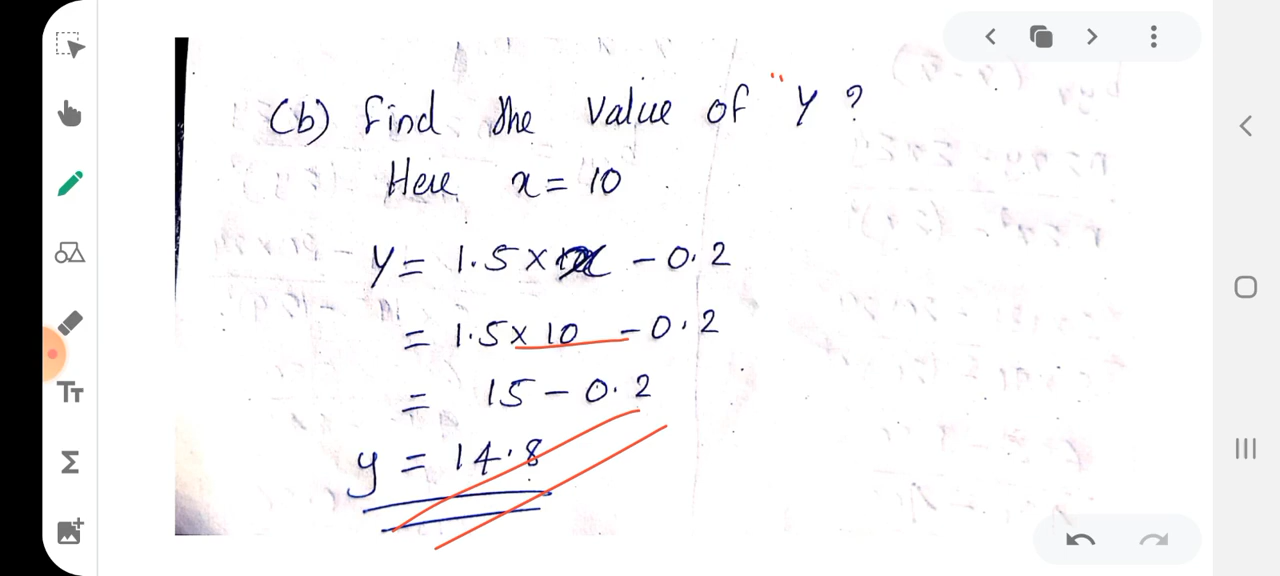 (b) Find the value of "y ?
Here x = 10
y = 1.5 × x - 0.2
= 1.5 × 10 - 0.2
= 15 - 0.2
y = 14.8